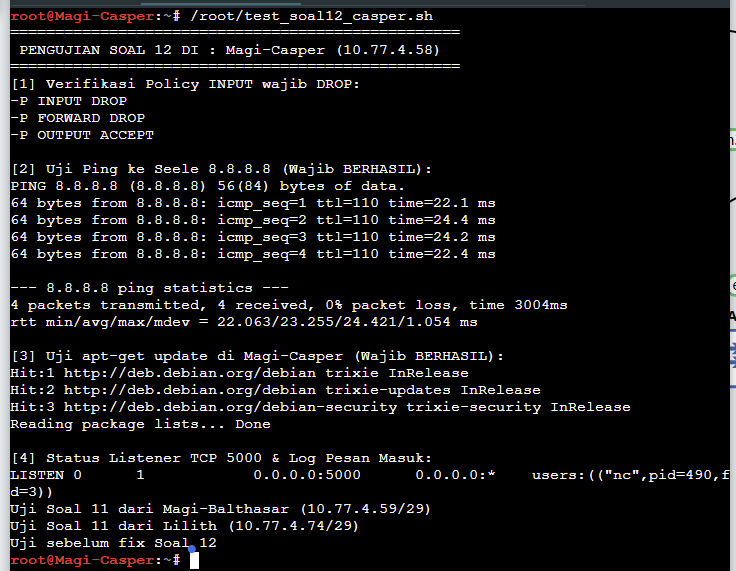 root@Magi-Casper:~# /root/test_soal12_casper.sh
==================================================
 PENGUJIAN SOAL 12 DI : Magi-Casper (10.77.4.58)
==================================================
[1] Verifikasi Policy INPUT wajib DROP:
-P INPUT DROP
-P FORWARD DROP
-P OUTPUT ACCEPT

[2] Uji Ping ke Seele 8.8.8.8 (Wajib BERHASIL):
PING 8.8.8.8 (8.8.8.8) 56(84) bytes of data.
64 bytes from 8.8.8.8: icmp_seq=1 ttl=110 time=22.1 ms
64 bytes from 8.8.8.8: icmp_seq=2 ttl=110 time=24.4 ms
64 bytes from 8.8.8.8: icmp_seq=3 ttl=110 time=24.2 ms
64 bytes from 8.8.8.8: icmp_seq=4 ttl=110 time=22.4 ms

--- 8.8.8.8 ping statistics ---
4 packets transmitted, 4 received, 0% packet loss, time 3004ms
rtt min/avg/max/mdev = 22.063/23.255/24.421/1.054 ms

[3] Uji apt-get update di Magi-Casper (Wajib BERHASIL):
Hit:1 http://deb.debian.org/debian trixie InRelease
Hit:2 http://deb.debian.org/debian trixie-updates InRelease
Hit:3 http://deb.debian.org/debian-security trixie-security InRelease
Reading package lists... Done

[4] Status Listener TCP 5000 & Log Pesan Masuk:
LISTEN 0      1            0.0.0.0:5000      0.0.0.0:*    users:(("nc",pid=490,f
d=3))
Uji Soal 11 dari Magi-Balthasar (10.77.4.59/29)
Uji Soal 11 dari Lilith (10.77.4.74/29)
Uji sebelum fix Soal 12
root@Magi-Casper:~#